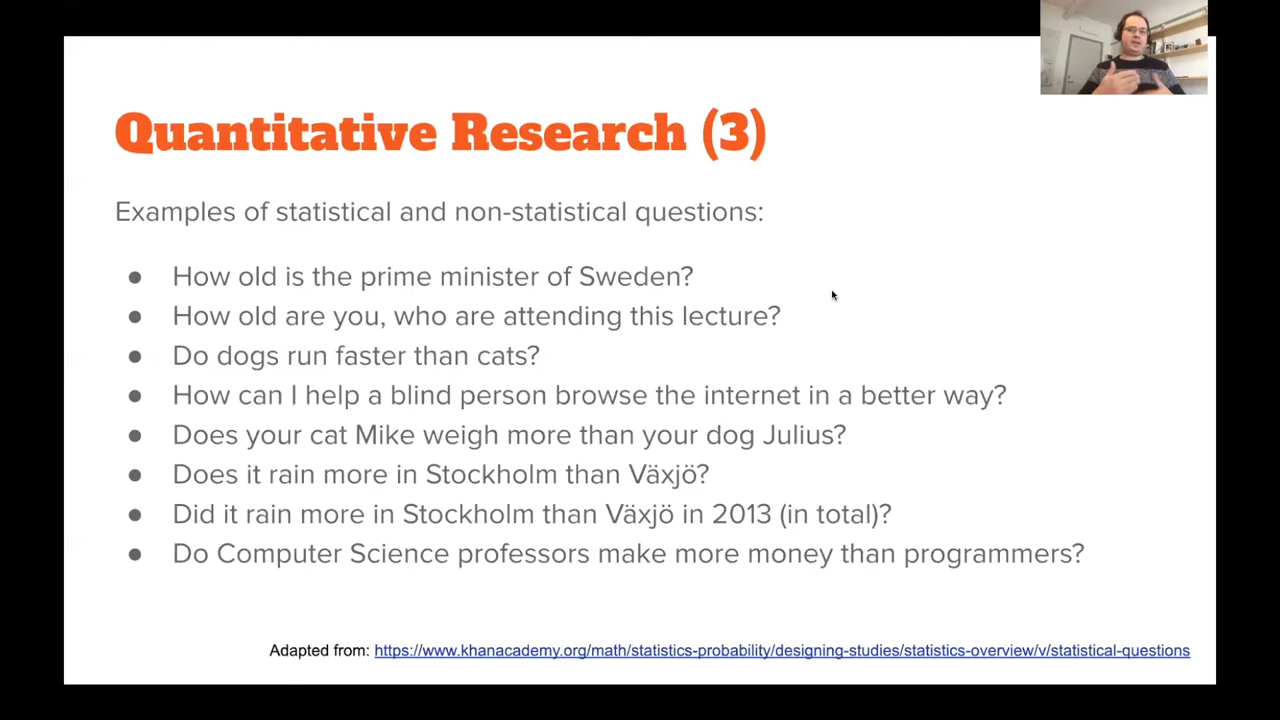 Quantitative Research (3)
Examples of statistical and non-statistical questions:
● How old is the prime minister of Sweden?
● How old are you, who are attending this lecture?
● Do dogs run faster than cats?
● How can I help a blind person browse the internet in a better way?
● Does your cat Mike weigh more than your dog Julius?
● Does it rain more in Stockholm than Växjö?
● Did it rain more in Stockholm than Växjö in 2013 (in total)?
● Do Computer Science professors make more money than programmers?
Adapted from: https://www.khanacademy.org/math/statistics-probability/designing-studies/statistics-overview/v/statistical-questions